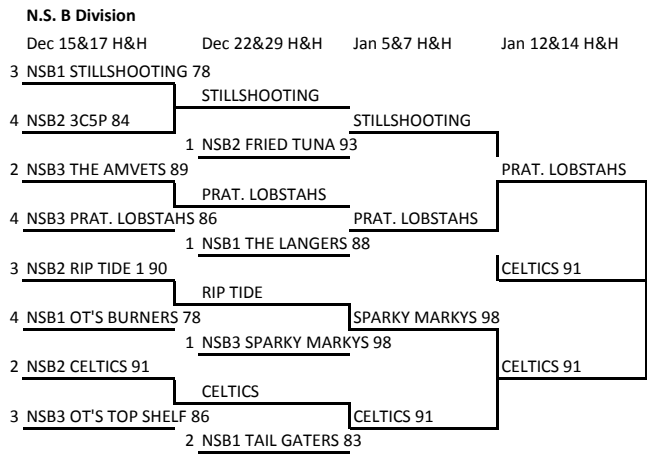 N.S. B Division
Dec 15&17 H&H Dec 22&29 H&H Jan 5&7 H&H Jan 12&14 H&H
3 NSB1 STILLSHOOTING 78
STILLSHOOTING
4 NSB2 3C5P 84 STILLSHOOTING
1 NSB2 FRIED TUNA 93
2 NSB3 THE AMVETS 89 PRAT. LOBSTAHS
PRAT. LOBSTAHS
4 NSB3 PRAT. LOBSTAHS 86 PRAT. LOBSTAHS
1 NSB1 THE LANGERS 88
3 NSB2 RIP TIDE 1 90 CELTICS 91
RIP TIDE
4 NSB1 OT'S BURNERS 78 SPARKY MARKYS 98
1 NSB3 SPARKY MARKYS 98
2 NSB2 CELTICS 91 CELTICS 91
CELTICS
3 NSB3 OT'S TOP SHELF 86 CELTICS 91
2 NSB1 TAIL GATERS 83